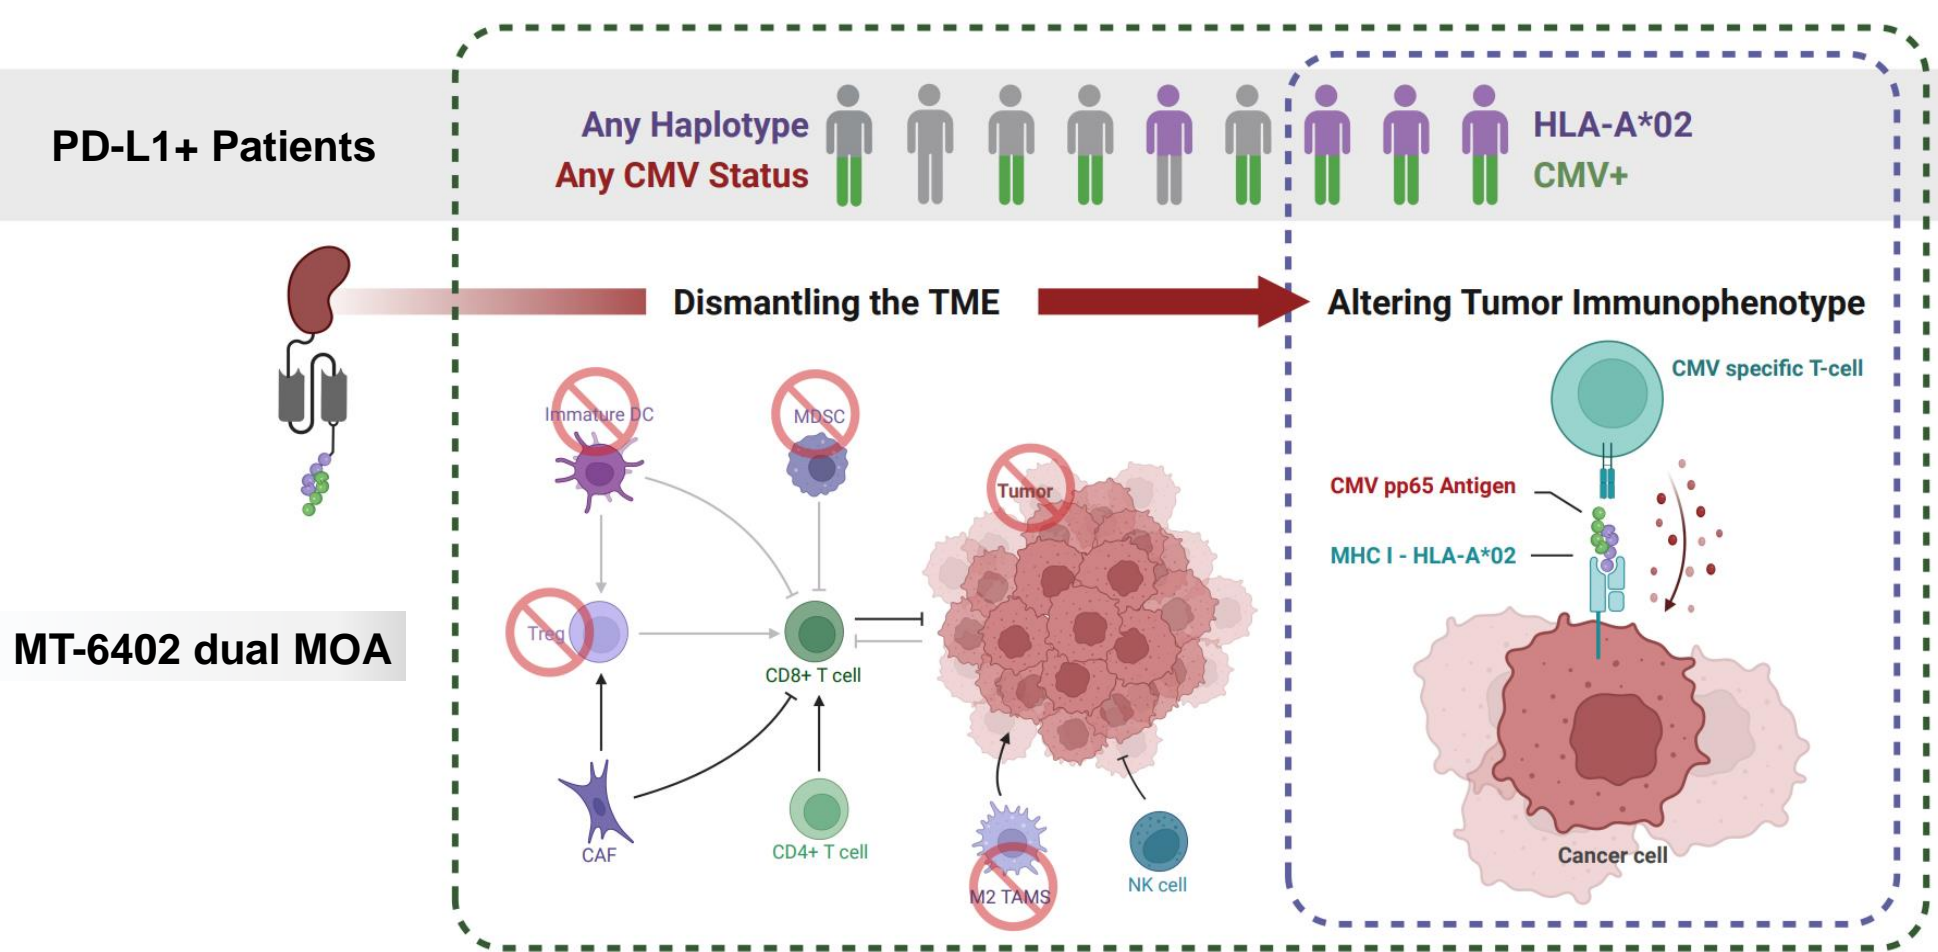 PD-L1+ Patients
Any Haplotype
Any CMV Status
HLA-A*02
CMV+
Dismantling the TME
Altering Tumor Immunophenotype
Immature DC
MDSC
Tumor
Treg
CD8+ T cell
CAF
CD4+ T cell
M2 TAMS
NK cell
CMV specific T-cell
CMV pp65 Antigen
MHC I - HLA-A*02
Cancer cell
MT-6402 dual MOA